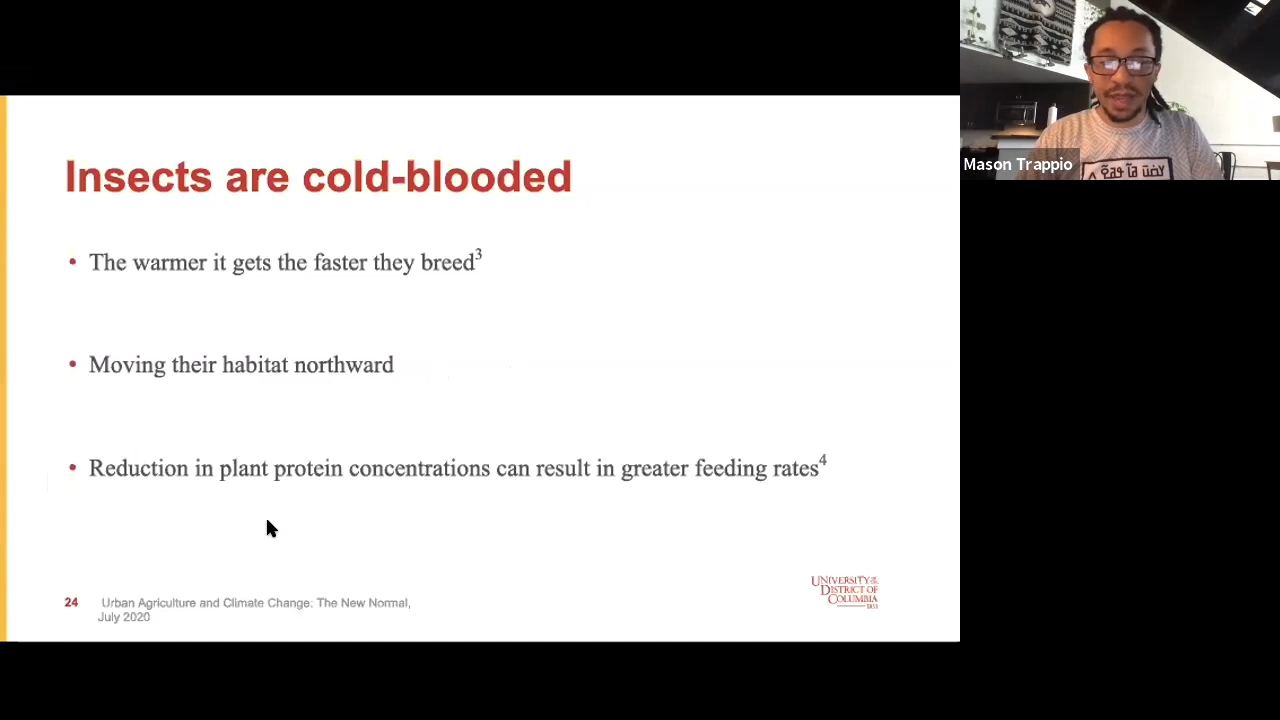 Insects are cold-blooded
• The warmer it gets the faster they breed³
• Moving their habitat northward
• Reduction in plant protein concentrations can result in greater feeding rates⁴
24 Urban Agriculture and Climate Change: The New Normal,
July 2020
UNIVERSITY OF THE
DISTRICT OF
COLUMBIA
1851
Mason Trappio